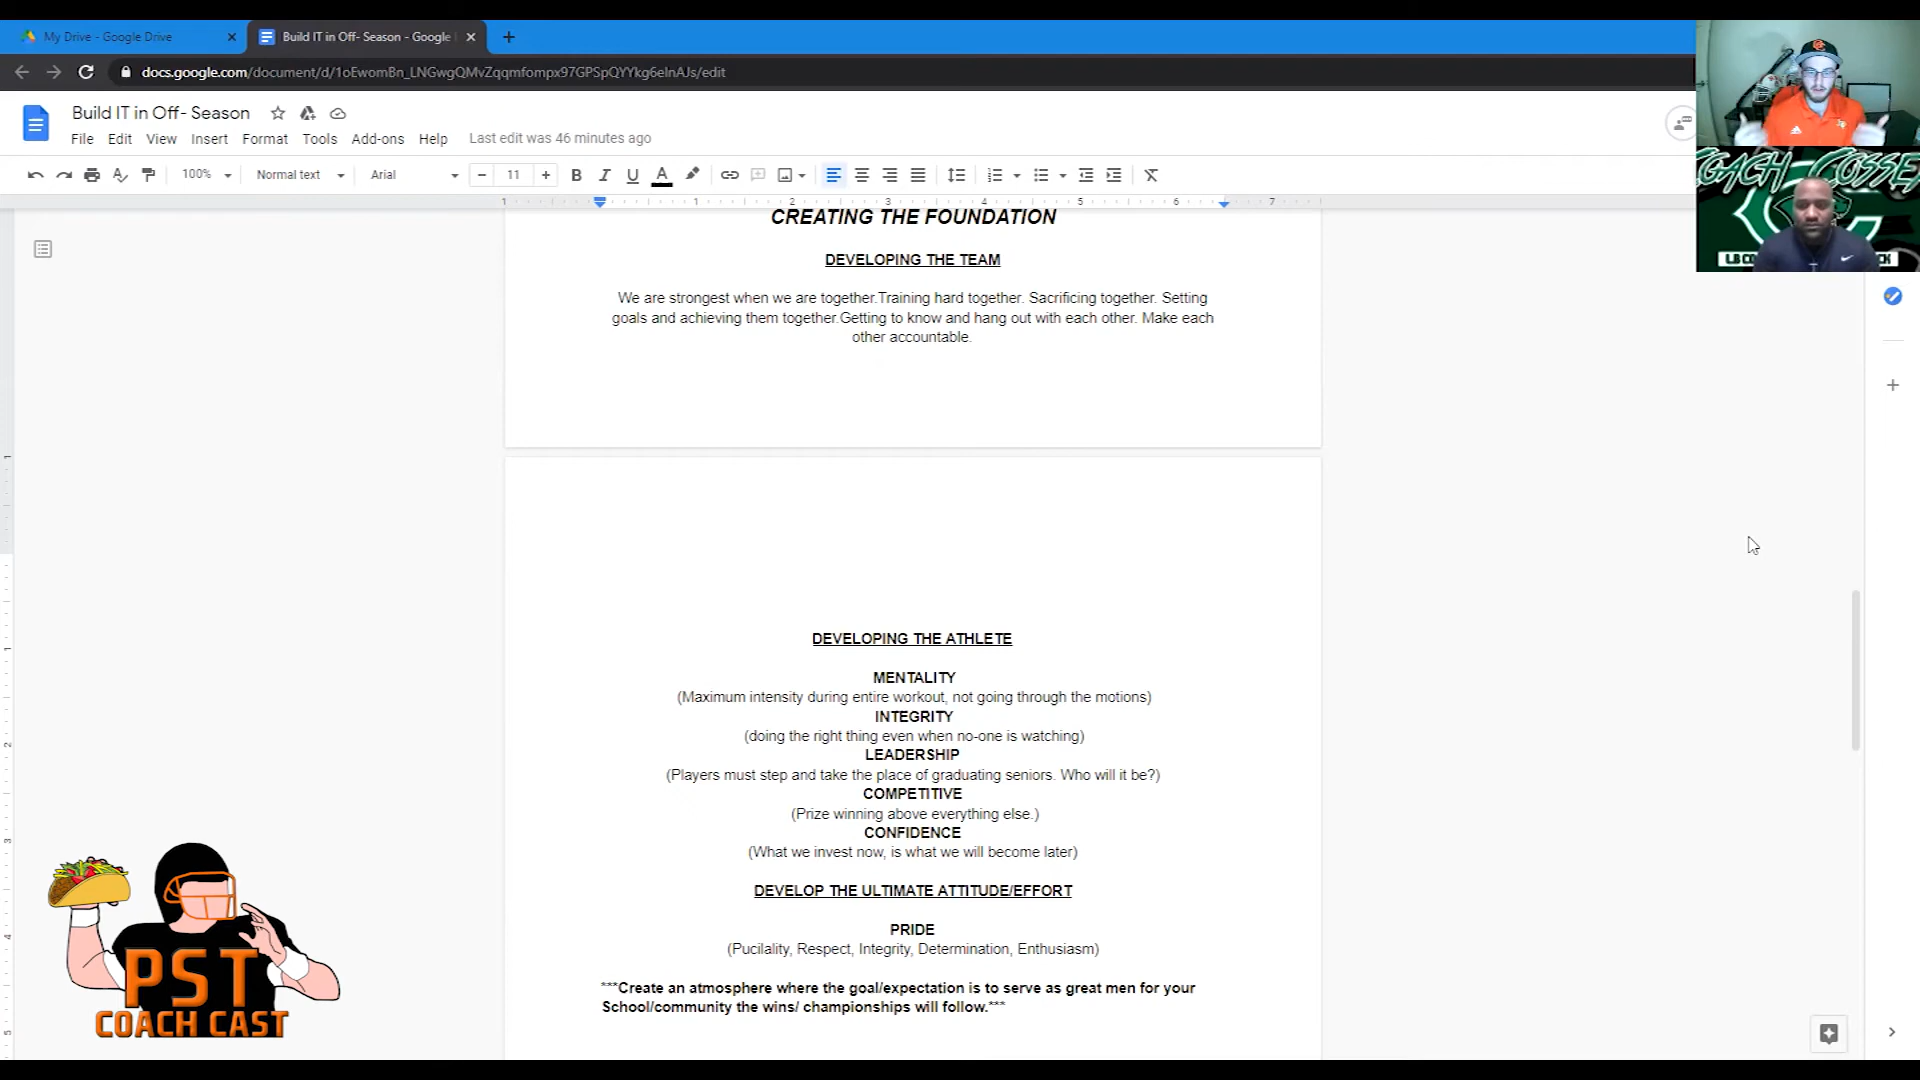 My Drive - Google Drive
Build IT in Off- Season - Google
docs.google.com/document/d/1oEwomBn_LNGwgQMvZqqmfompx97GPSpQYYkg6elnAJs/edit
Build IT in Off- Season
File Edit View Insert Format Tools Add-ons Help Last edit was 46 minutes ago
100% Normal text Arial 11
1 1 2 3 4 5 6 7
CREATING THE FOUNDATION
DEVELOPING THE TEAM
We are strongest when we are together.Training hard together. Sacrificing together. Setting
goals and achieving them together.Getting to know and hang out with each other. Make each
other accountable.
DEVELOPING THE ATHLETE
MENTALITY
(Maximum intensity during entire workout, not going through the motions)
INTEGRITY
(doing the right thing even when no-one is watching)
LEADERSHIP
(Players must step and take the place of graduating seniors. Who will it be?)
COMPETITIVE
(Prize winning above everything else.)
CONFIDENCE
(What we invest now, is what we will become later)
DEVELOP THE ULTIMATE ATTITUDE/EFFORT
PRIDE
(Pucilality, Respect, Integrity, Determination, Enthusiasm)
***Create an atmosphere where the goal/expectation is to serve as great men for your
School/community the wins/ championships will follow.***
PST
COACH CAST